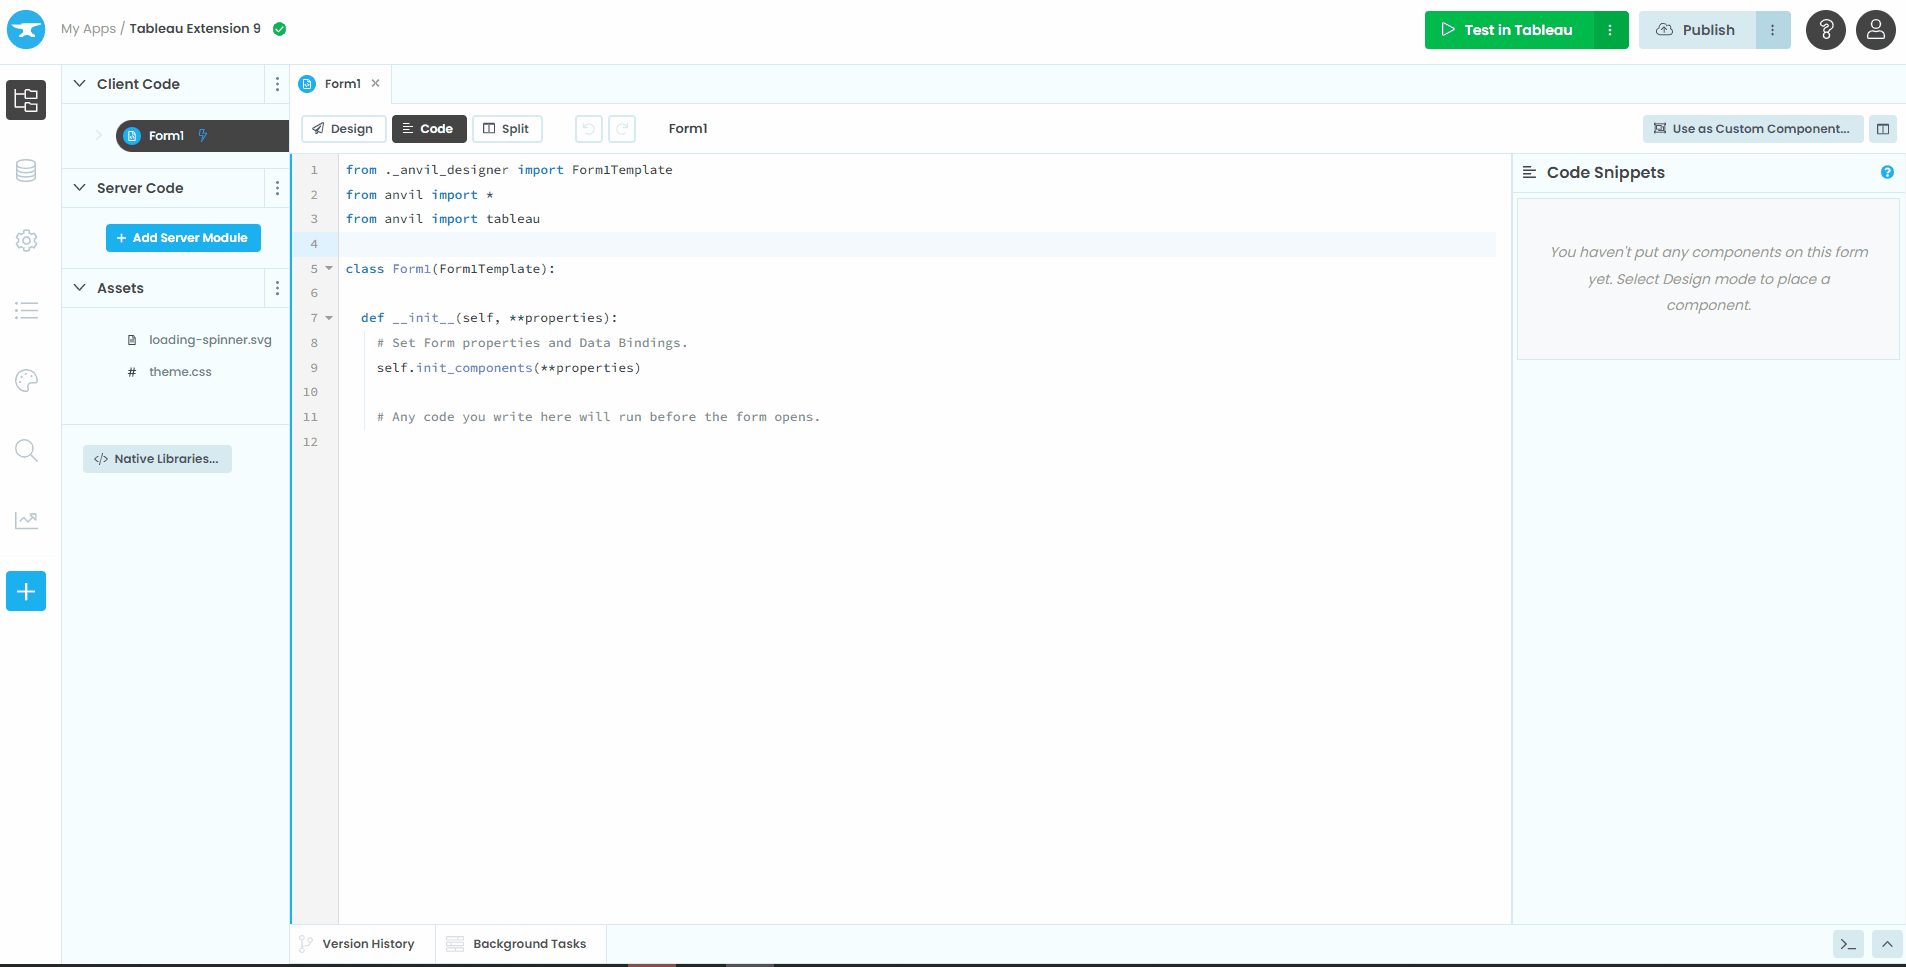 My Apps / Tableau Extension 9
Test in Tableau
Publish
Client Code
Form1
Server Code
+ Add Server Module
Assets
loading-spinner.svg
# theme.css
</> Native Libraries...
Form1 ×
Design
Code
Split
Form1
Use as Custom Component...
1 from ._anvil_designer import Form1Template
2 from anvil import *
3 from anvil import tableau
4
5 class Form1(Form1Template):
6
7 def __init__(self, **properties):
8 # Set Form properties and Data Bindings.
9 self.init_components(**properties)
10
11 # Any code you write here will run before the form opens.
12
Code Snippets
?
You haven't put any components on this form
yet. Select Design mode to place a
component.
Version History
Background Tasks
>_